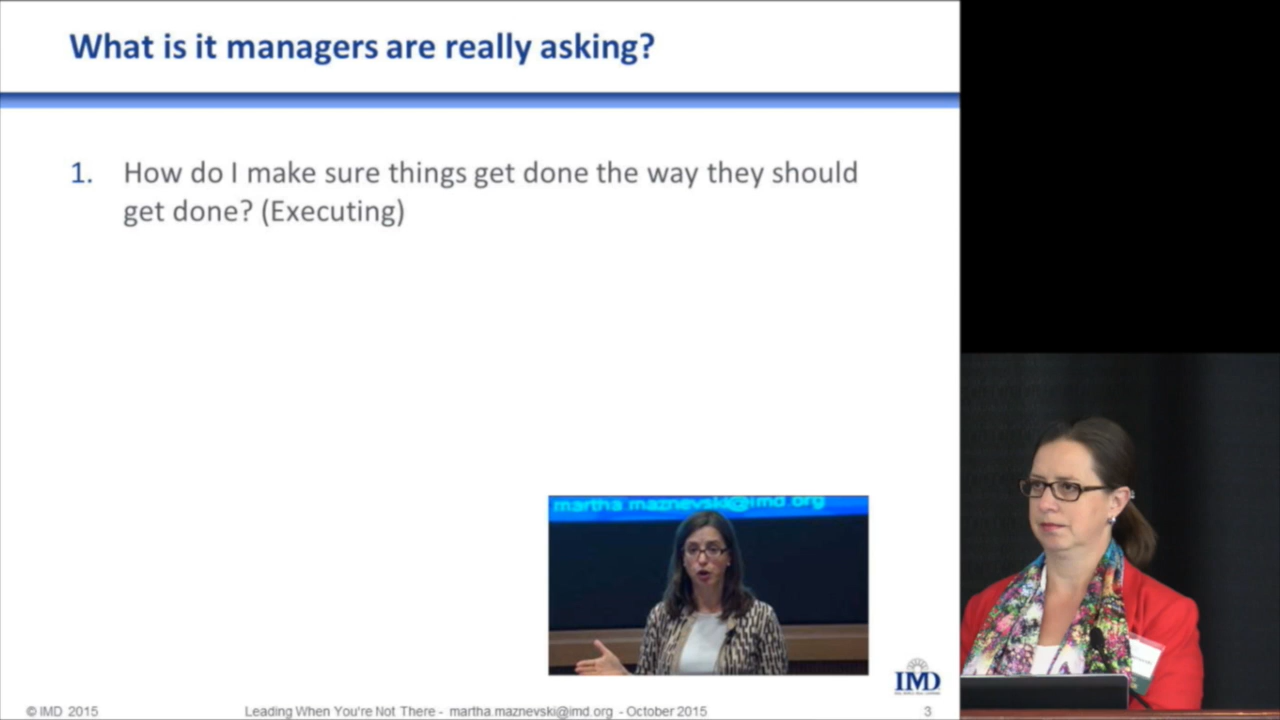 What is it managers are really asking?
1. How do I make sure things get done the way they should
get done? (Executing)
martha maznevski@imd org
IMD
© IMD 2015
Leading When You're Not There - martha.maznevski@imd.org - October 2015
3